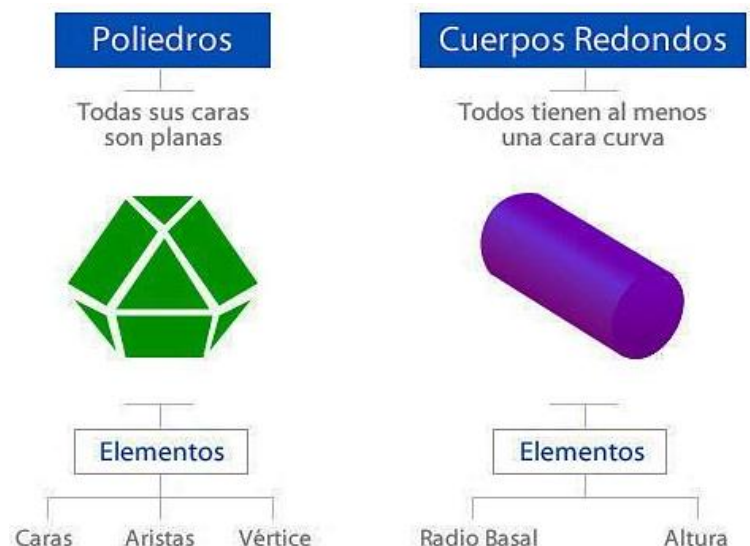 Poliedros
Todas sus caras
son planas
Elementos
Caras Aristas Vértice
Cuerpos Redondos
Todos tienen al menos
una cara curva
Elementos
Radio Basal Altura